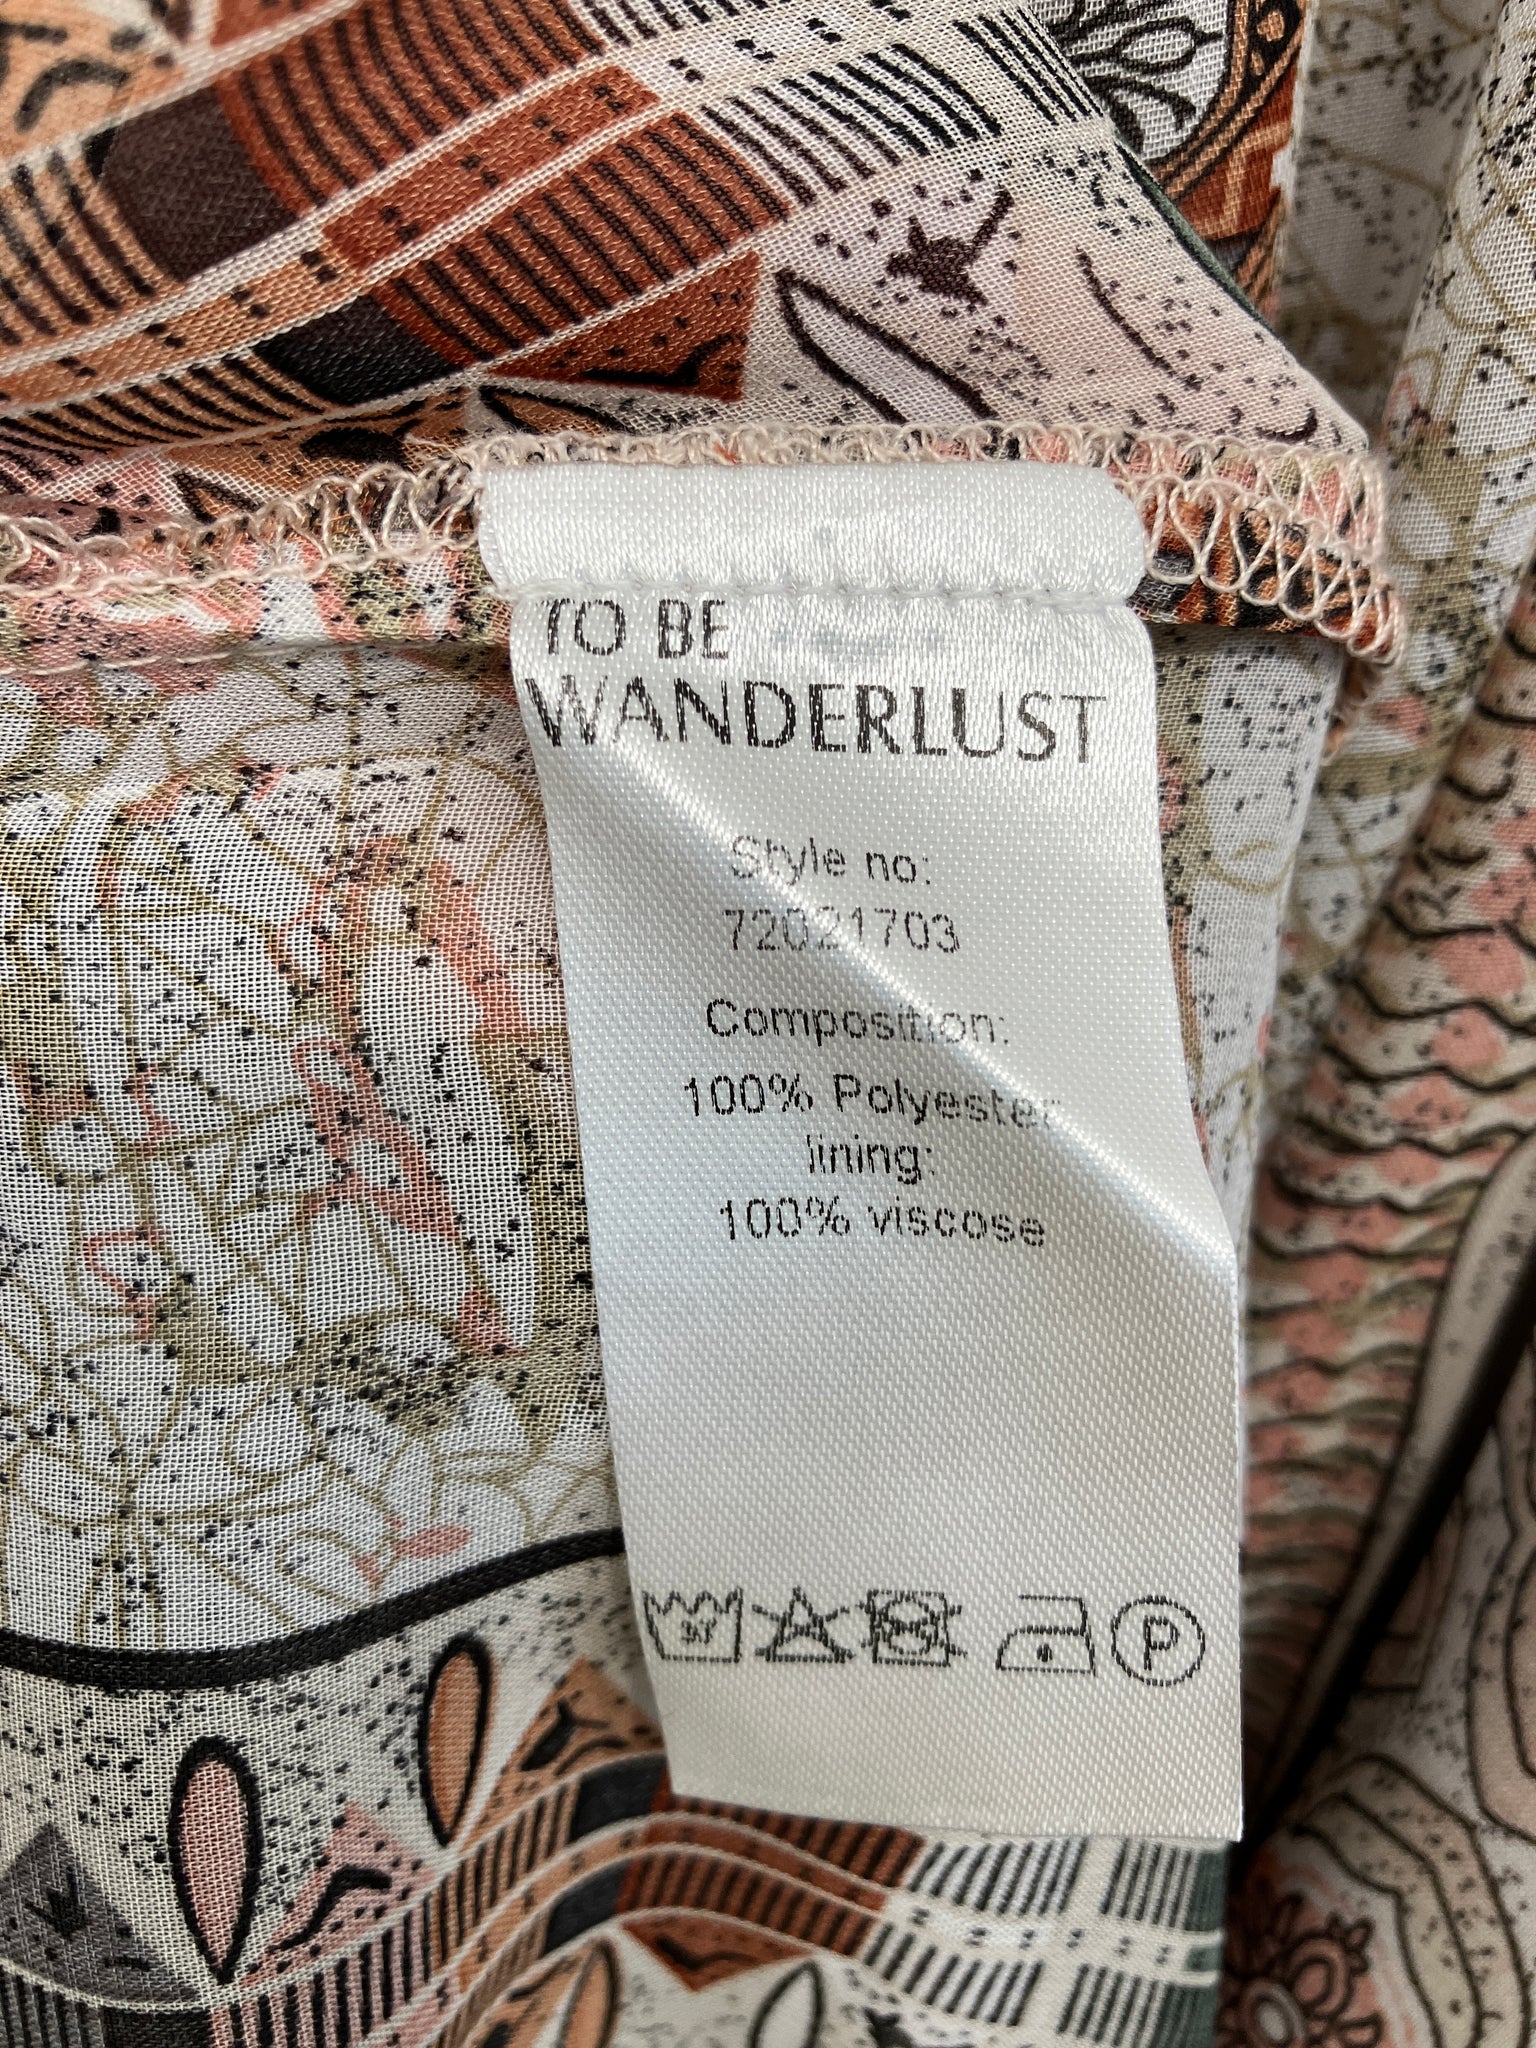 TO BE
WANDERLUST
Style no:
72021703
Composition:
100% Polyester
lining:
100% viscose
P